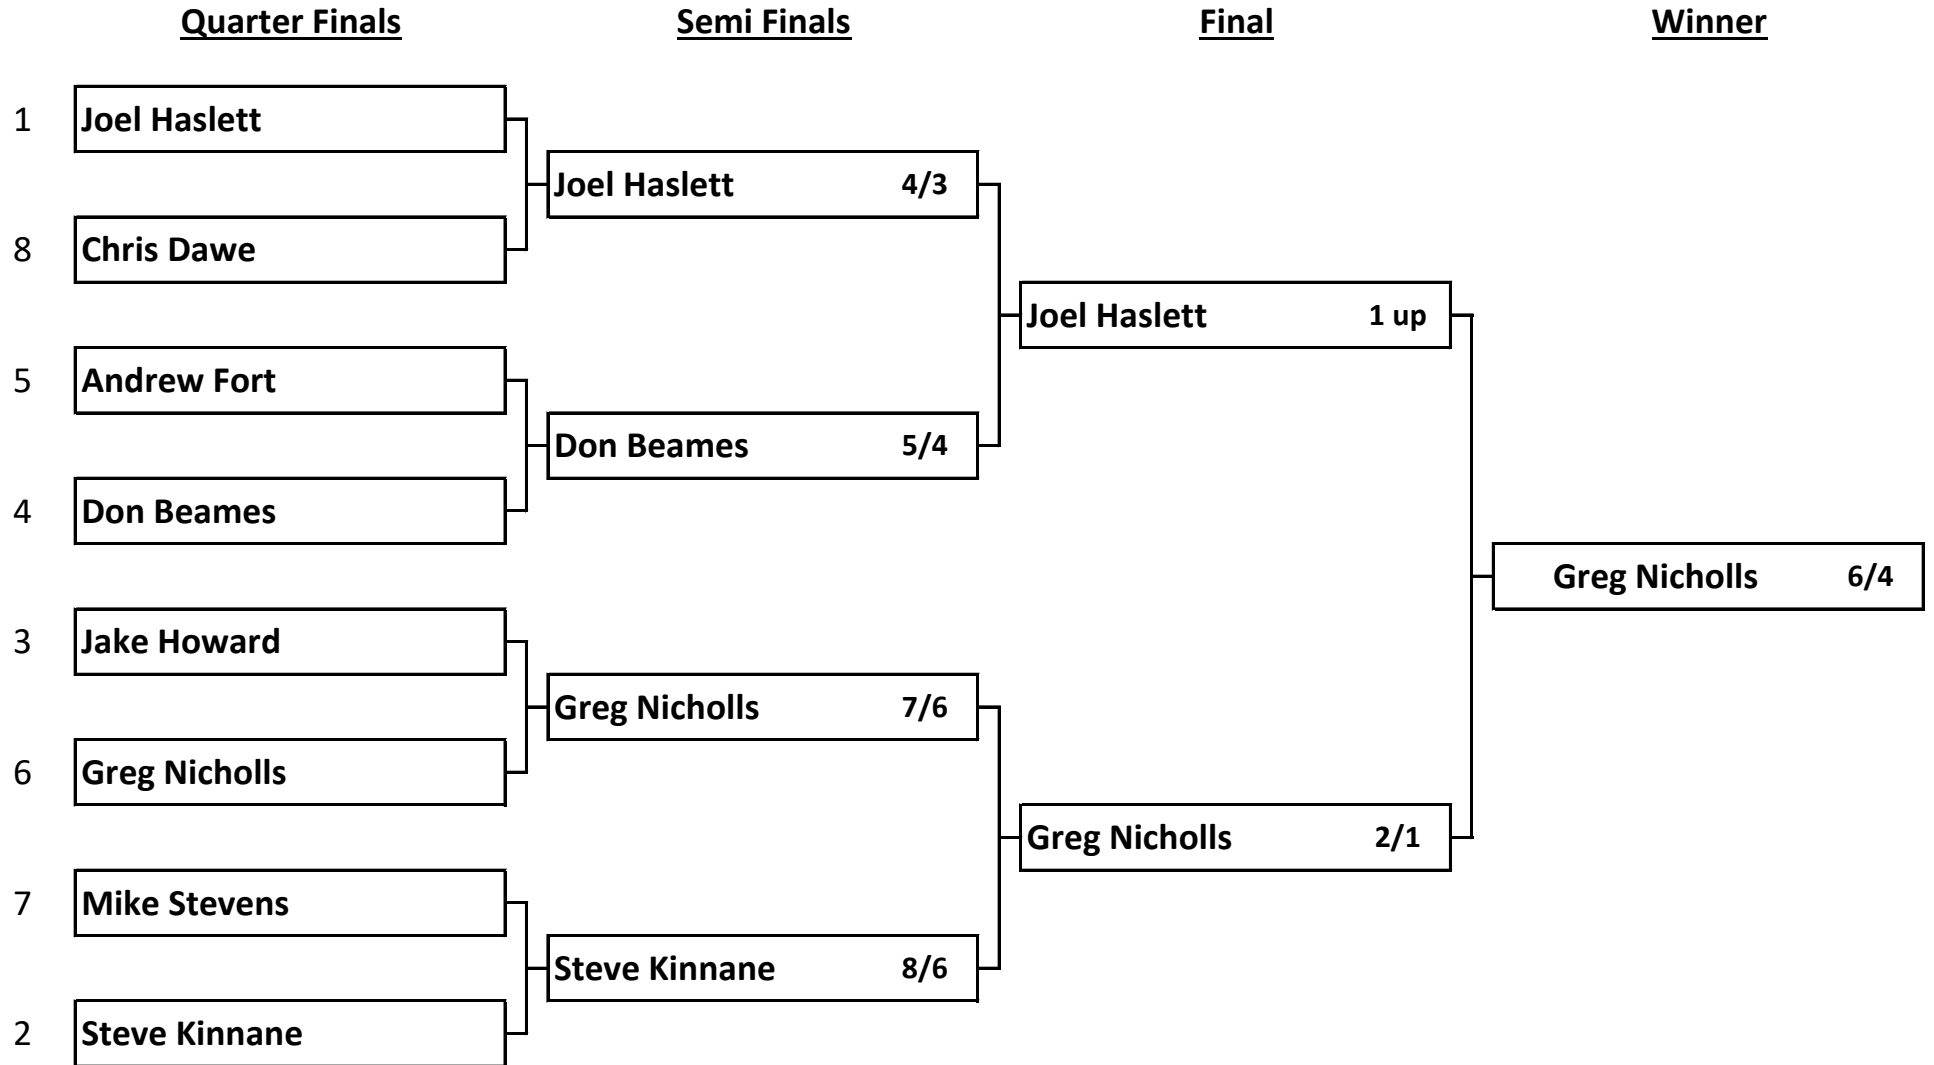 Quarter Finals Semi Finals Final Winner
1 Joel Haslett
Joel Haslett 4/3
8 Chris Dawe
Joel Haslett 1 up
5 Andrew Fort
Don Beames 5/4
4 Don Beames
Greg Nicholls 6/4
3 Jake Howard
Greg Nicholls 7/6
6 Greg Nicholls
Greg Nicholls 2/1
7 Mike Stevens
Steve Kinnane 8/6
2 Steve Kinnane